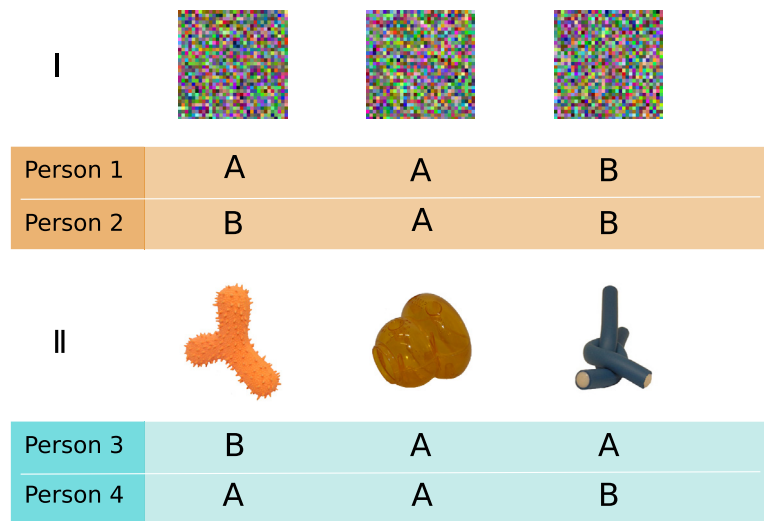 I
Person 1 A A B
Person 2 B A B
II
Person 3 B A A
Person 4 A A B